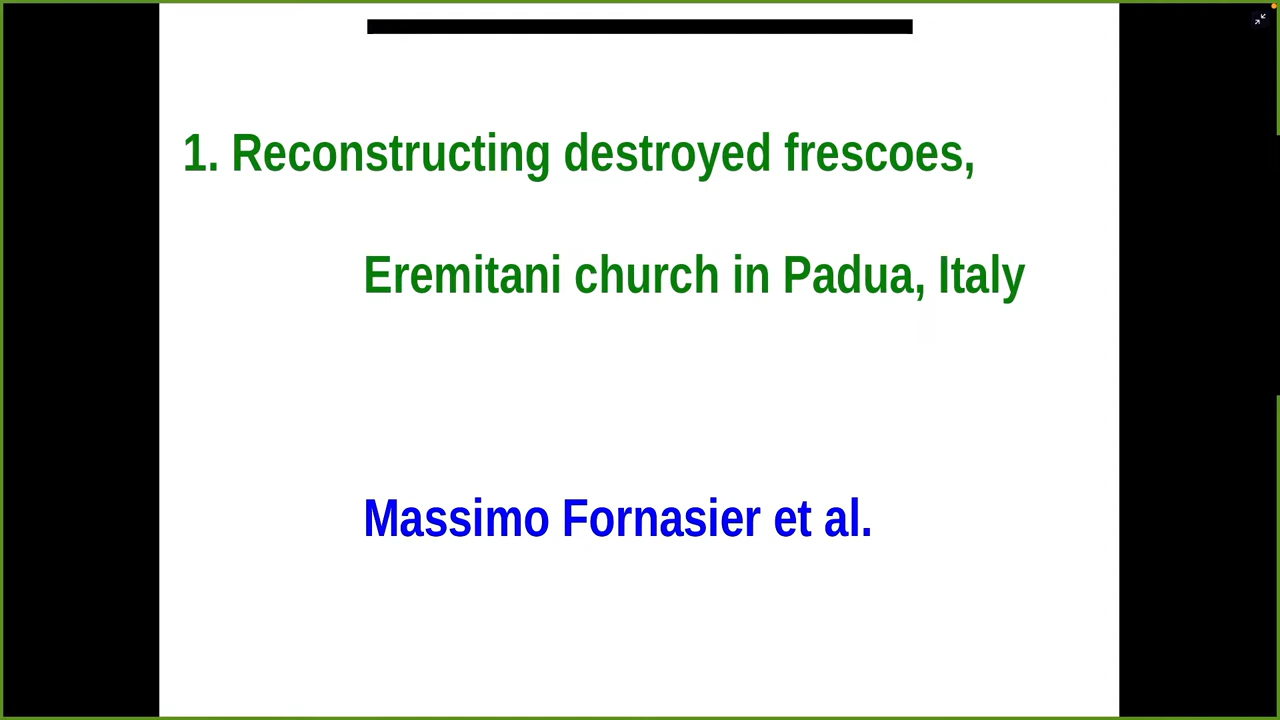 1. Reconstructing destroyed frescoes,
Eremitani church in Padua, Italy
Massimo Fornasier et al.